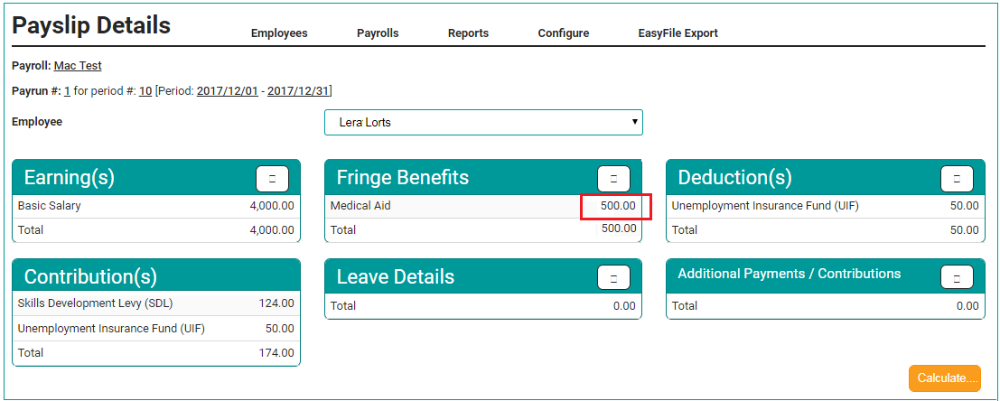 Payslip Details
Employees Payrolls Reports Configure EasyFile Export
Payroll: Mac Test
Payrun #: 1 for period #: 10 [Period: 2017/12/01 - 2017/12/31]
Employee Lera Lorts
Earning(s)
Basic Salary 4,000.00
Total 4,000.00
Fringe Benefits
Medical Aid 500.00
Total 500.00
Deduction(s)
Unemployment Insurance Fund (UIF) 50.00
Total 50.00
Contribution(s)
Skills Development Levy (SDL) 124.00
Unemployment Insurance Fund (UIF) 50.00
Total 174.00
Leave Details
Total 0.00
Additional Payments / Contributions
Total 0.00
Calculate....